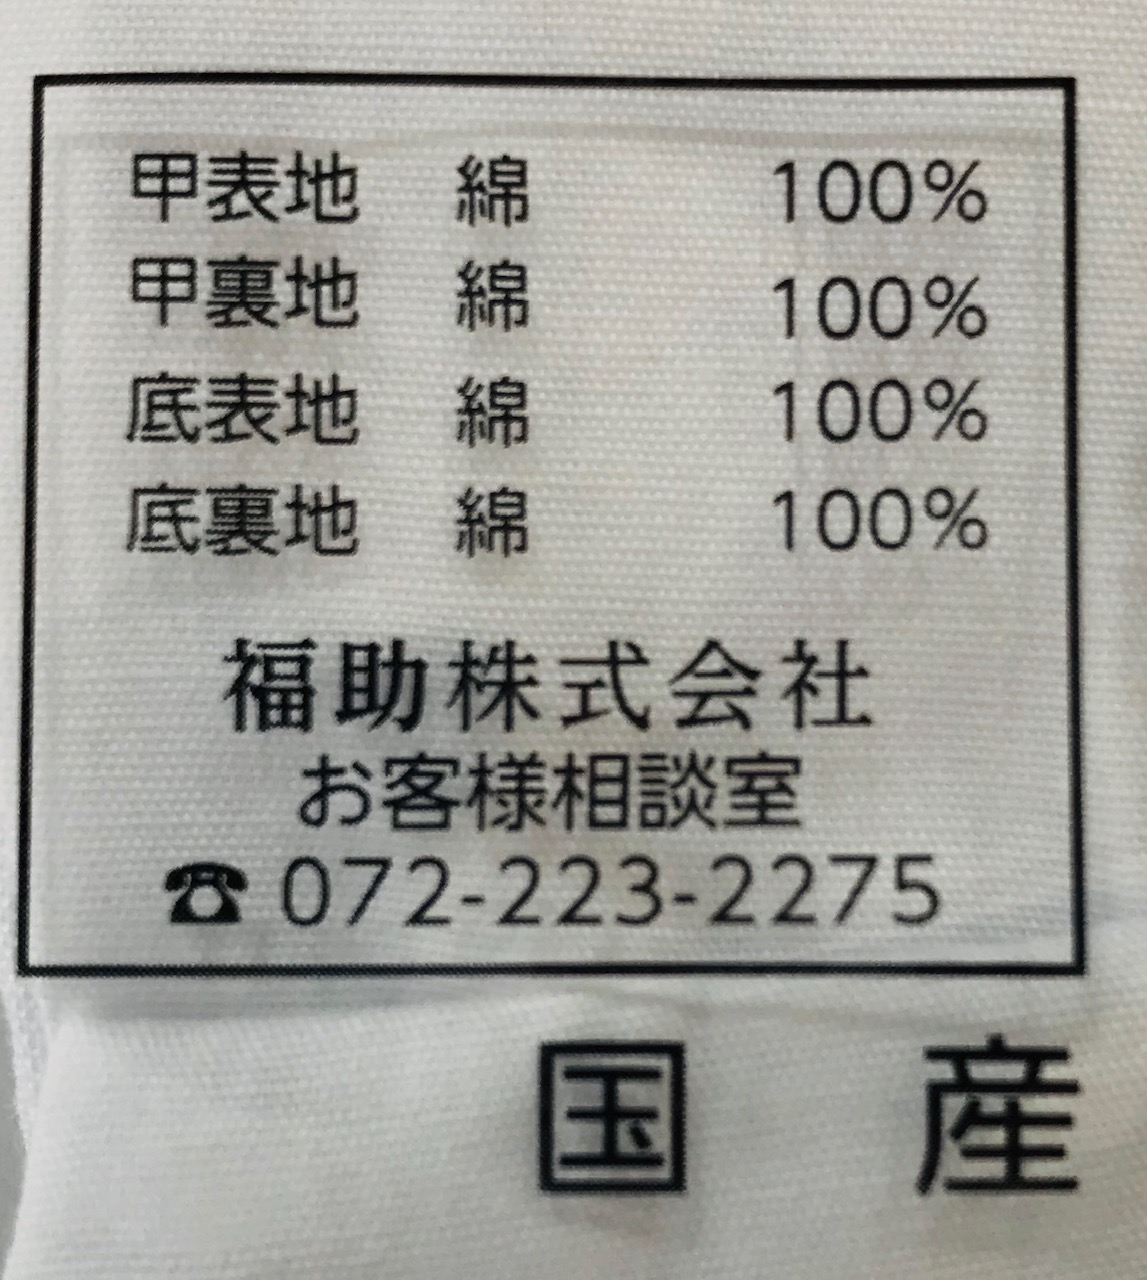 甲表地 綿 100%
甲裏地 綿 100%
底表地 綿 100%
底裏地 綿 100%
福助株式会社
お客様相談室
☎072-223-2275
国産